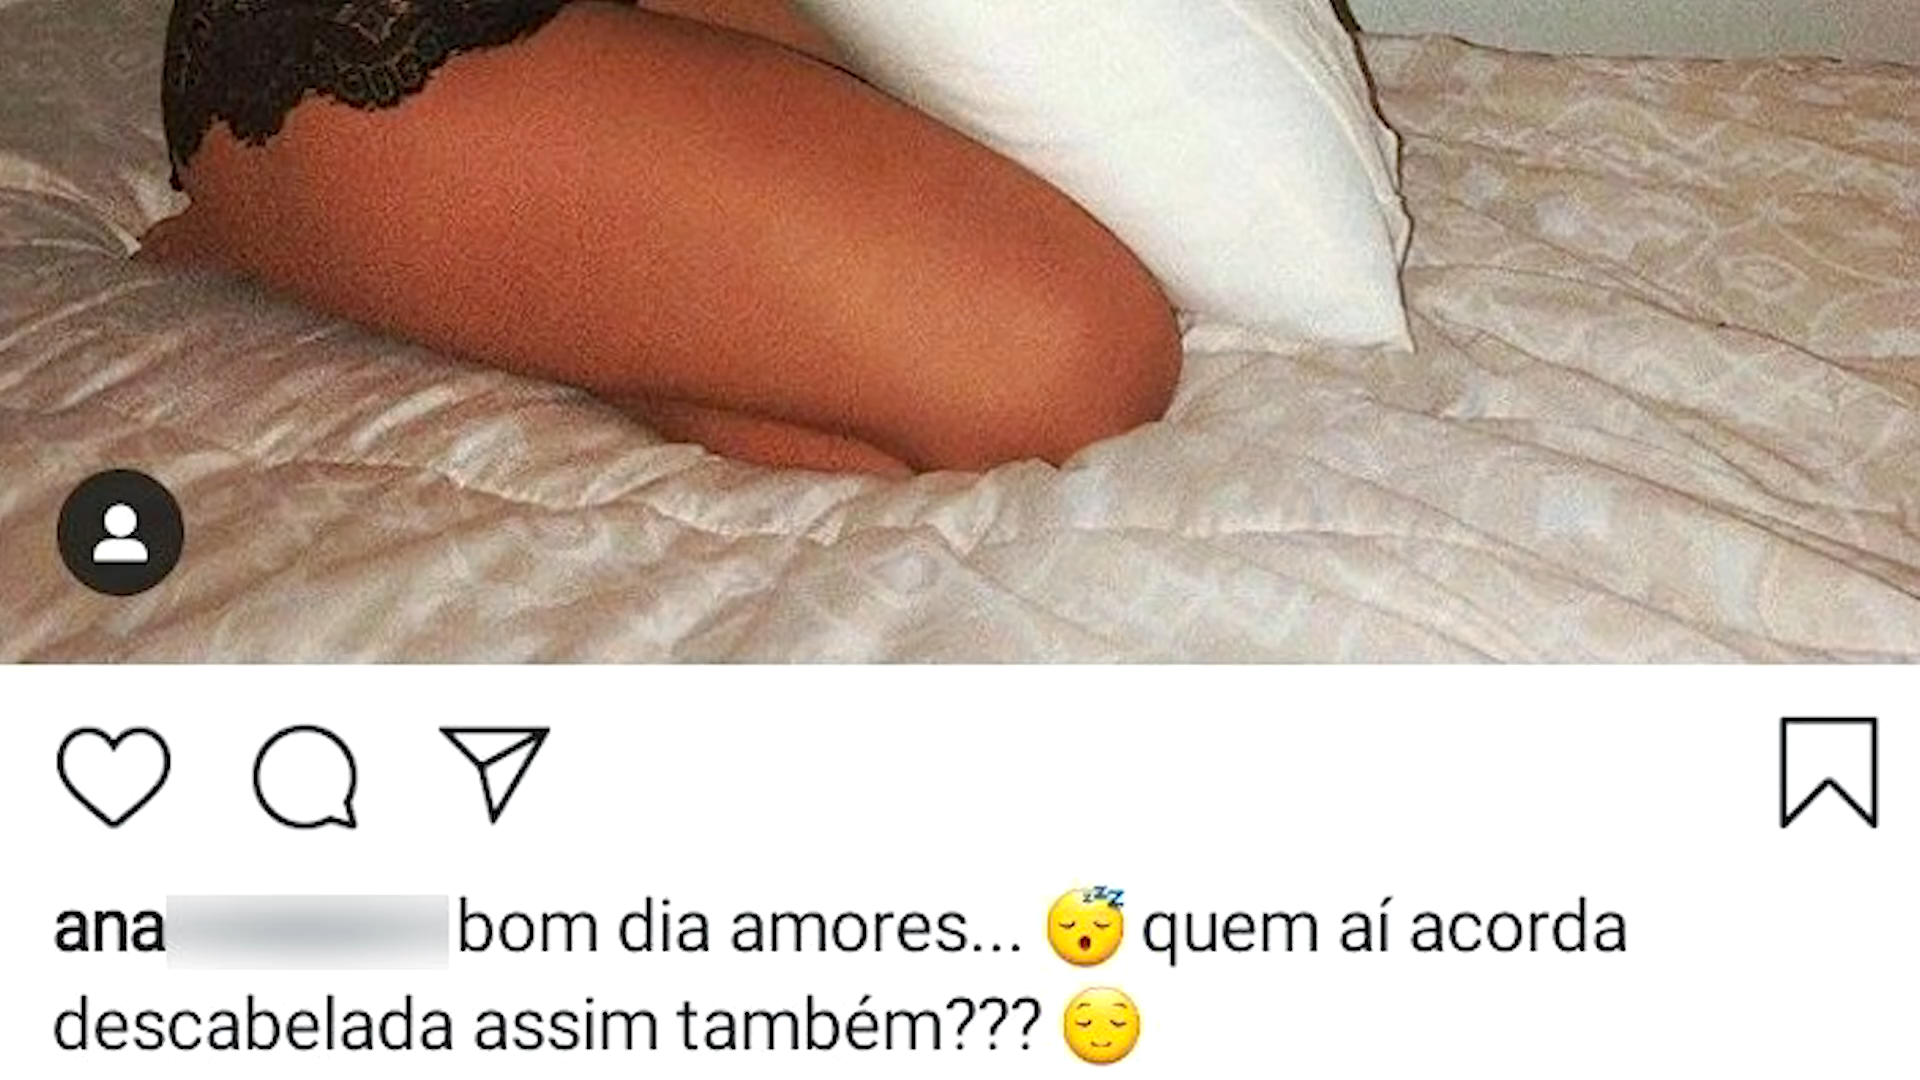 ana bom dia amores... 😴 quem aí acorda
descabelada assim também??? 😌